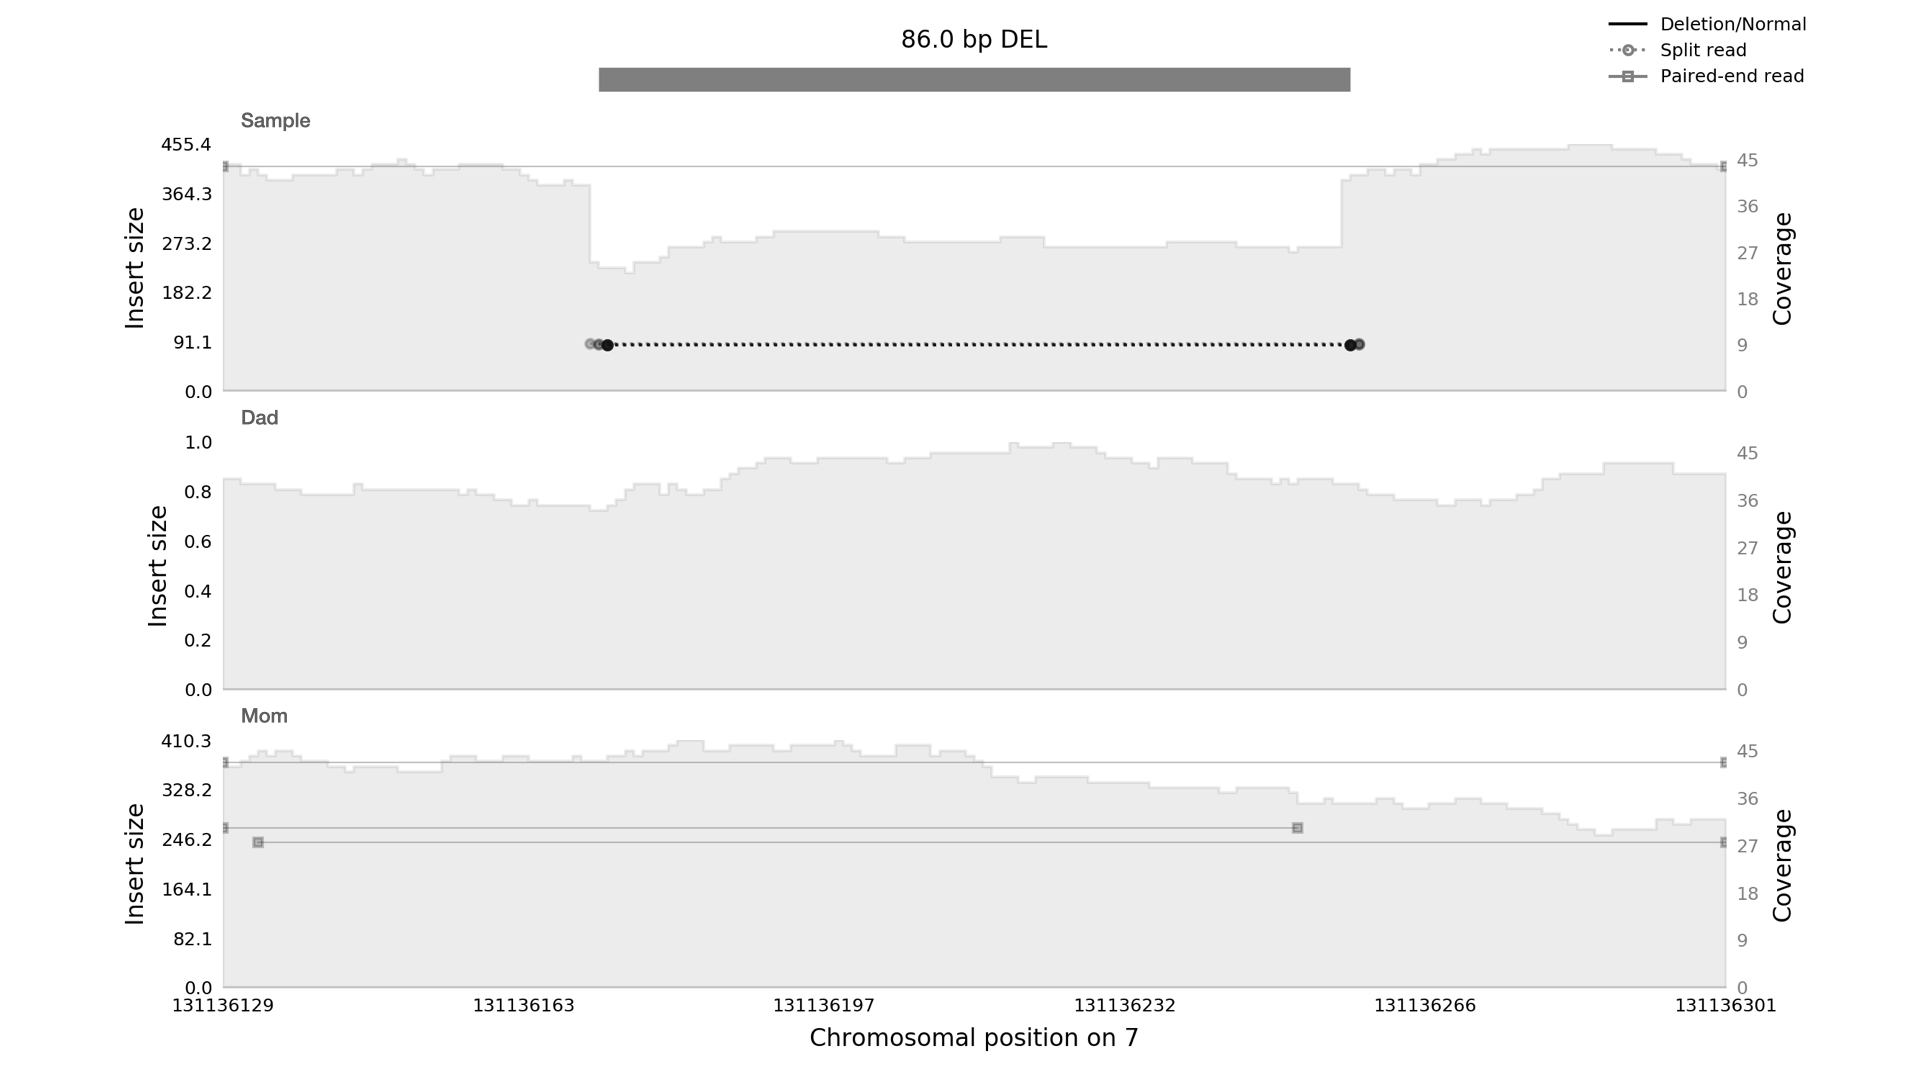 86.0 bp DEL
Deletion/Normal
Split read
Paired-end read
Sample
455.4
364.3
273.2
182.2
91.1
0.0
Insert size
45
36
27
18
9
0
Coverage
Dad
1.0
0.8
0.6
0.4
0.2
0.0
Insert size
45
36
27
18
9
0
Coverage
Mom
410.3
328.2
246.2
164.1
82.1
0.0
Insert size
45
36
27
18
9
0
Coverage
131136129 131136163 131136197 131136232 131136266 131136301
Chromosomal position on 7